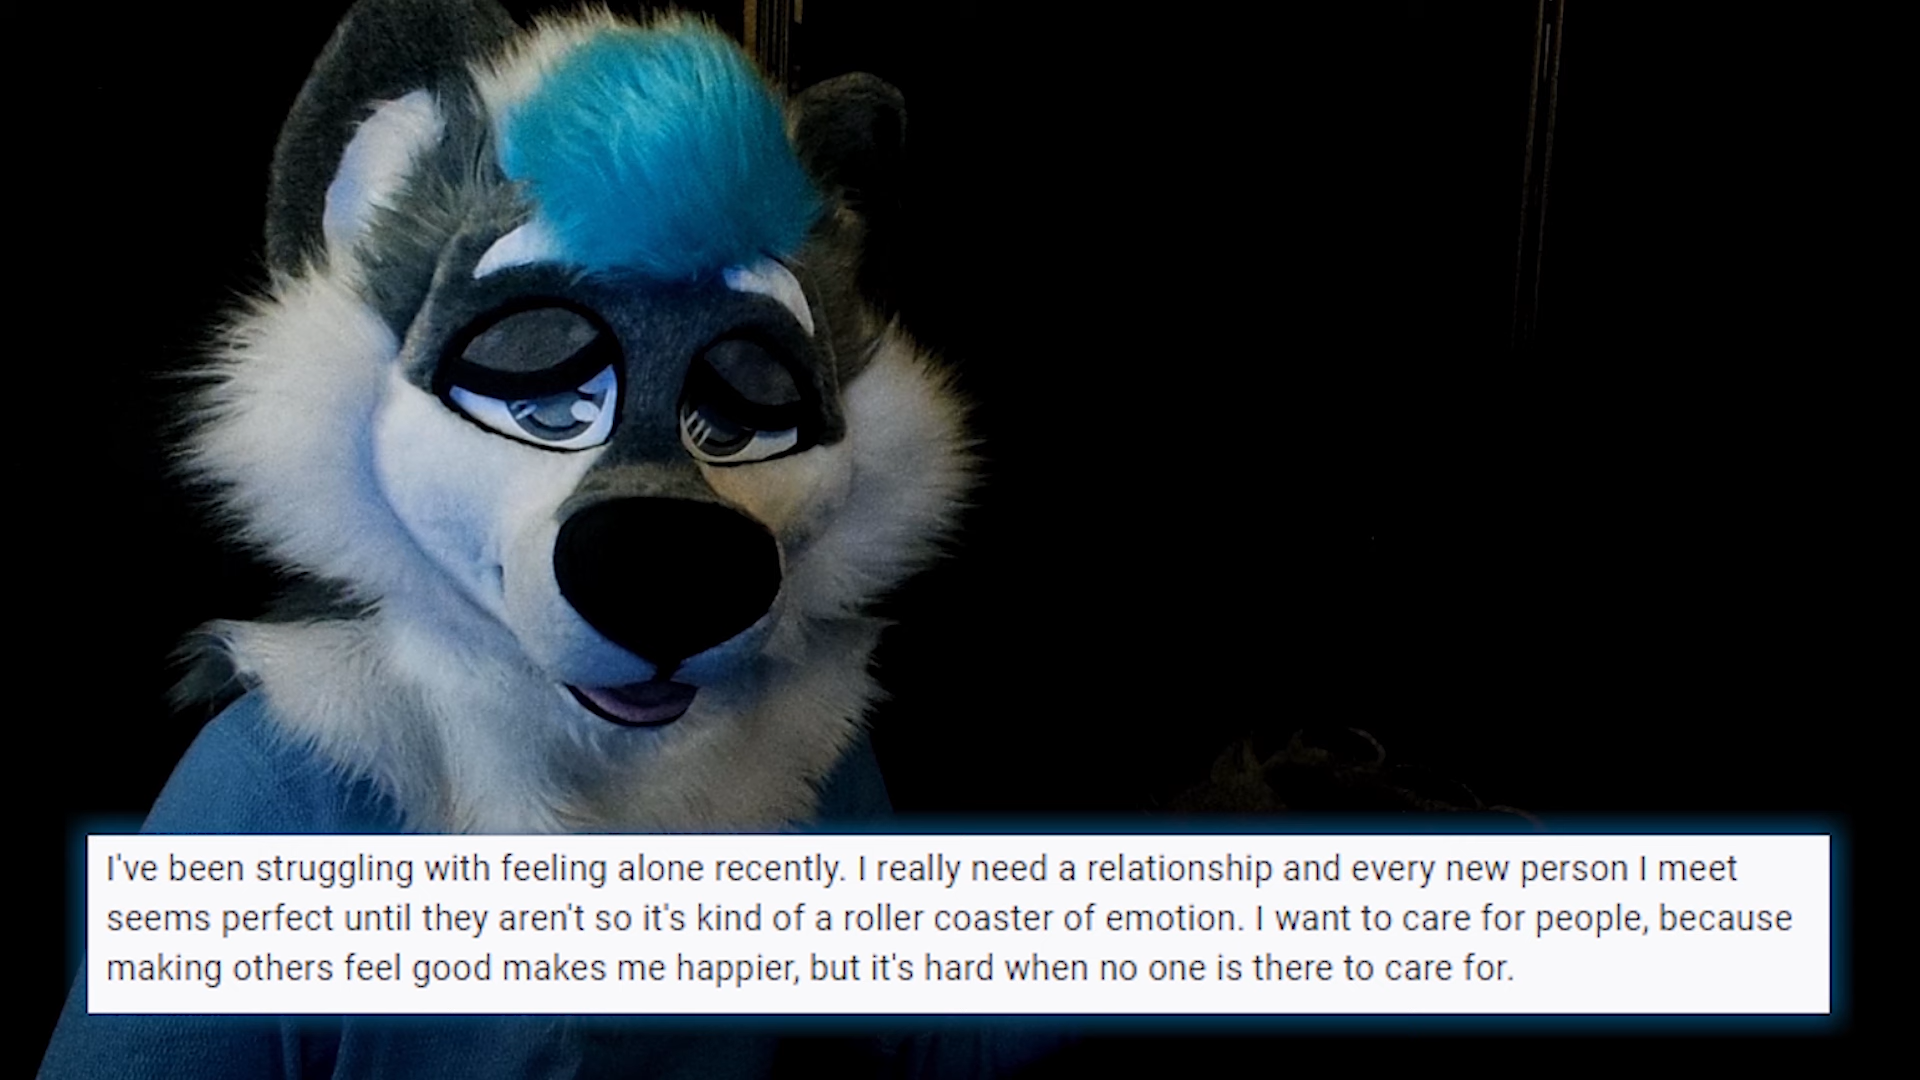 I've been struggling with feeling alone recently. I really need a relationship and every new person I meet
seems perfect until they aren't so it's kind of a roller coaster of emotion. I want to care for people, because
making others feel good makes me happier, but it's hard when no one is there to care for.